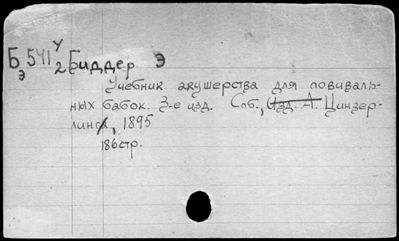 Б 541 У
Э 2 Биддер Э
Учебник акушерства для повиваль-
ных бабок. 3-е изд. Спб., Изд. А. Цинзер-
линга, 1895
186 стр.